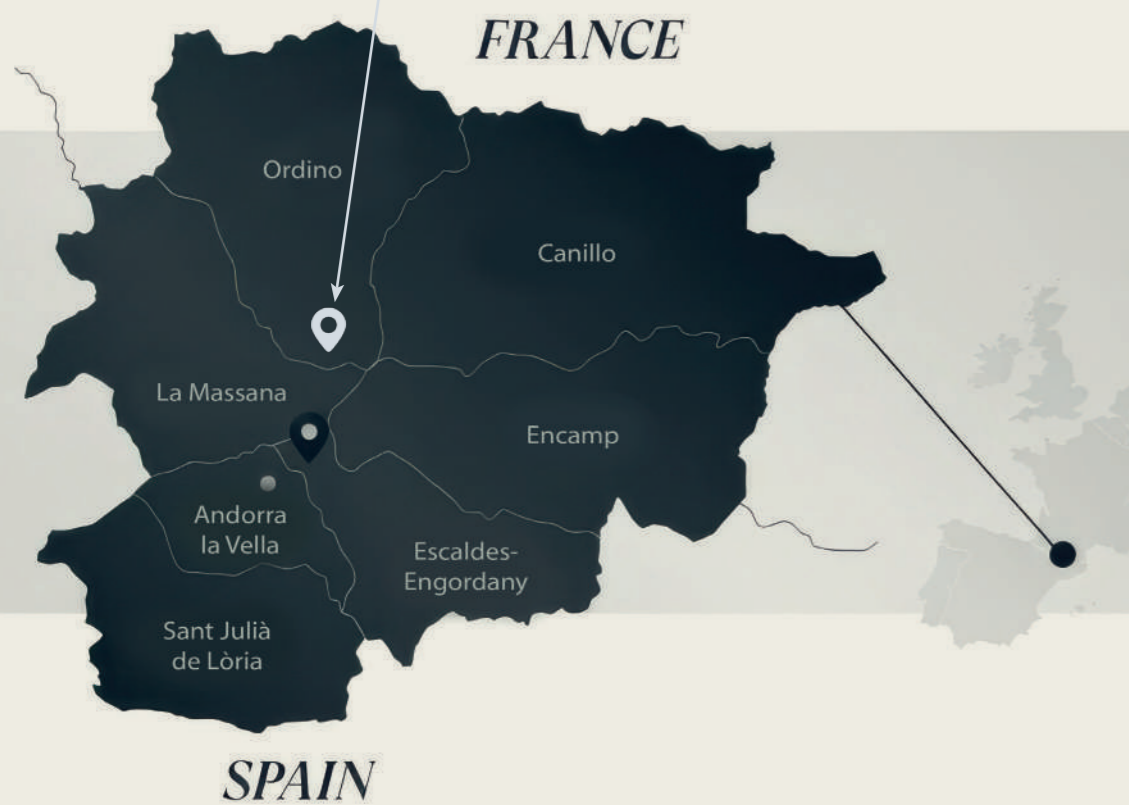 FRANCE
Ordino
Canillo
La Massana
Encamp
Andorra
la Vella
Escaldes-
Engordany
Sant Julià
de Lòria
SPAIN